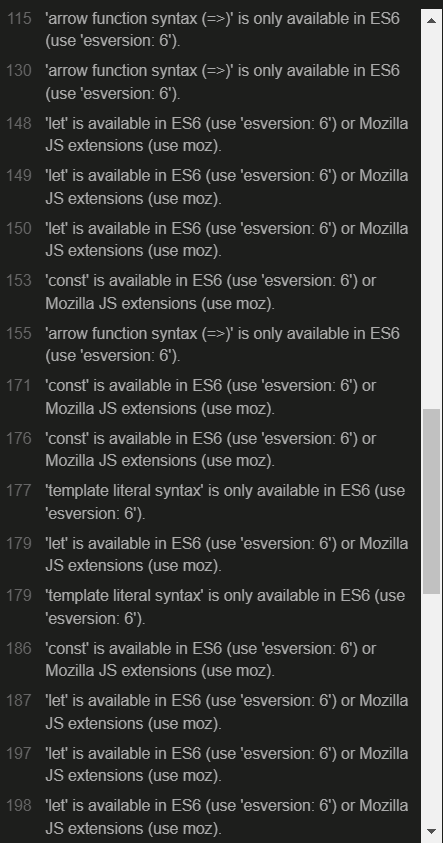 115 'arrow function syntax (=>)' is only available in ES6
(use 'esversion: 6').
130 'arrow function syntax (=>)' is only available in ES6
(use 'esversion: 6').
148 'let' is available in ES6 (use 'esversion: 6') or Mozilla
JS extensions (use moz).
149 'let' is available in ES6 (use 'esversion: 6') or Mozilla
JS extensions (use moz).
150 'let' is available in ES6 (use 'esversion: 6') or Mozilla
JS extensions (use moz).
153 'const' is available in ES6 (use 'esversion: 6') or
Mozilla JS extensions (use moz).
155 'arrow function syntax (=>)' is only available in ES6
(use 'esversion: 6').
171 'const' is available in ES6 (use 'esversion: 6') or
Mozilla JS extensions (use moz).
176 'const' is available in ES6 (use 'esversion: 6') or
Mozilla JS extensions (use moz).
177 'template literal syntax' is only available in ES6 (use
'esversion: 6').
179 'let' is available in ES6 (use 'esversion: 6') or Mozilla
JS extensions (use moz).
179 'template literal syntax' is only available in ES6 (use
'esversion: 6').
186 'const' is available in ES6 (use 'esversion: 6') or
Mozilla JS extensions (use moz).
187 'let' is available in ES6 (use 'esversion: 6') or Mozilla
JS extensions (use moz).
197 'let' is available in ES6 (use 'esversion: 6') or Mozilla
JS extensions (use moz).
198 'let' is available in ES6 (use 'esversion: 6') or Mozilla
JS extensions (use moz).